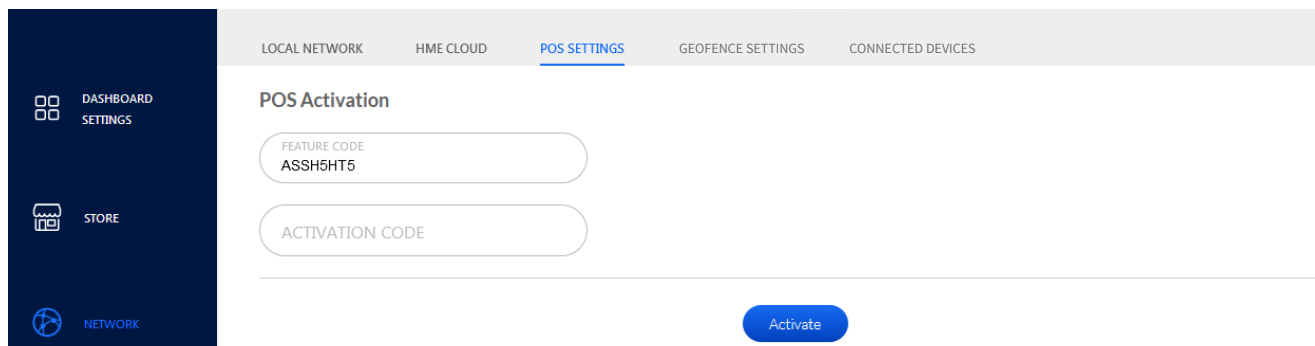 LOCAL NETWORK
HME CLOUD
POS SETTINGS
GEOFENCE SETTINGS
CONNECTED DEVICES
DASHBOARD
SETTINGS
STORE
NETWORK
POS Activation
FEATURE CODE
ASSH5HT5
ACTIVATION CODE
Activate